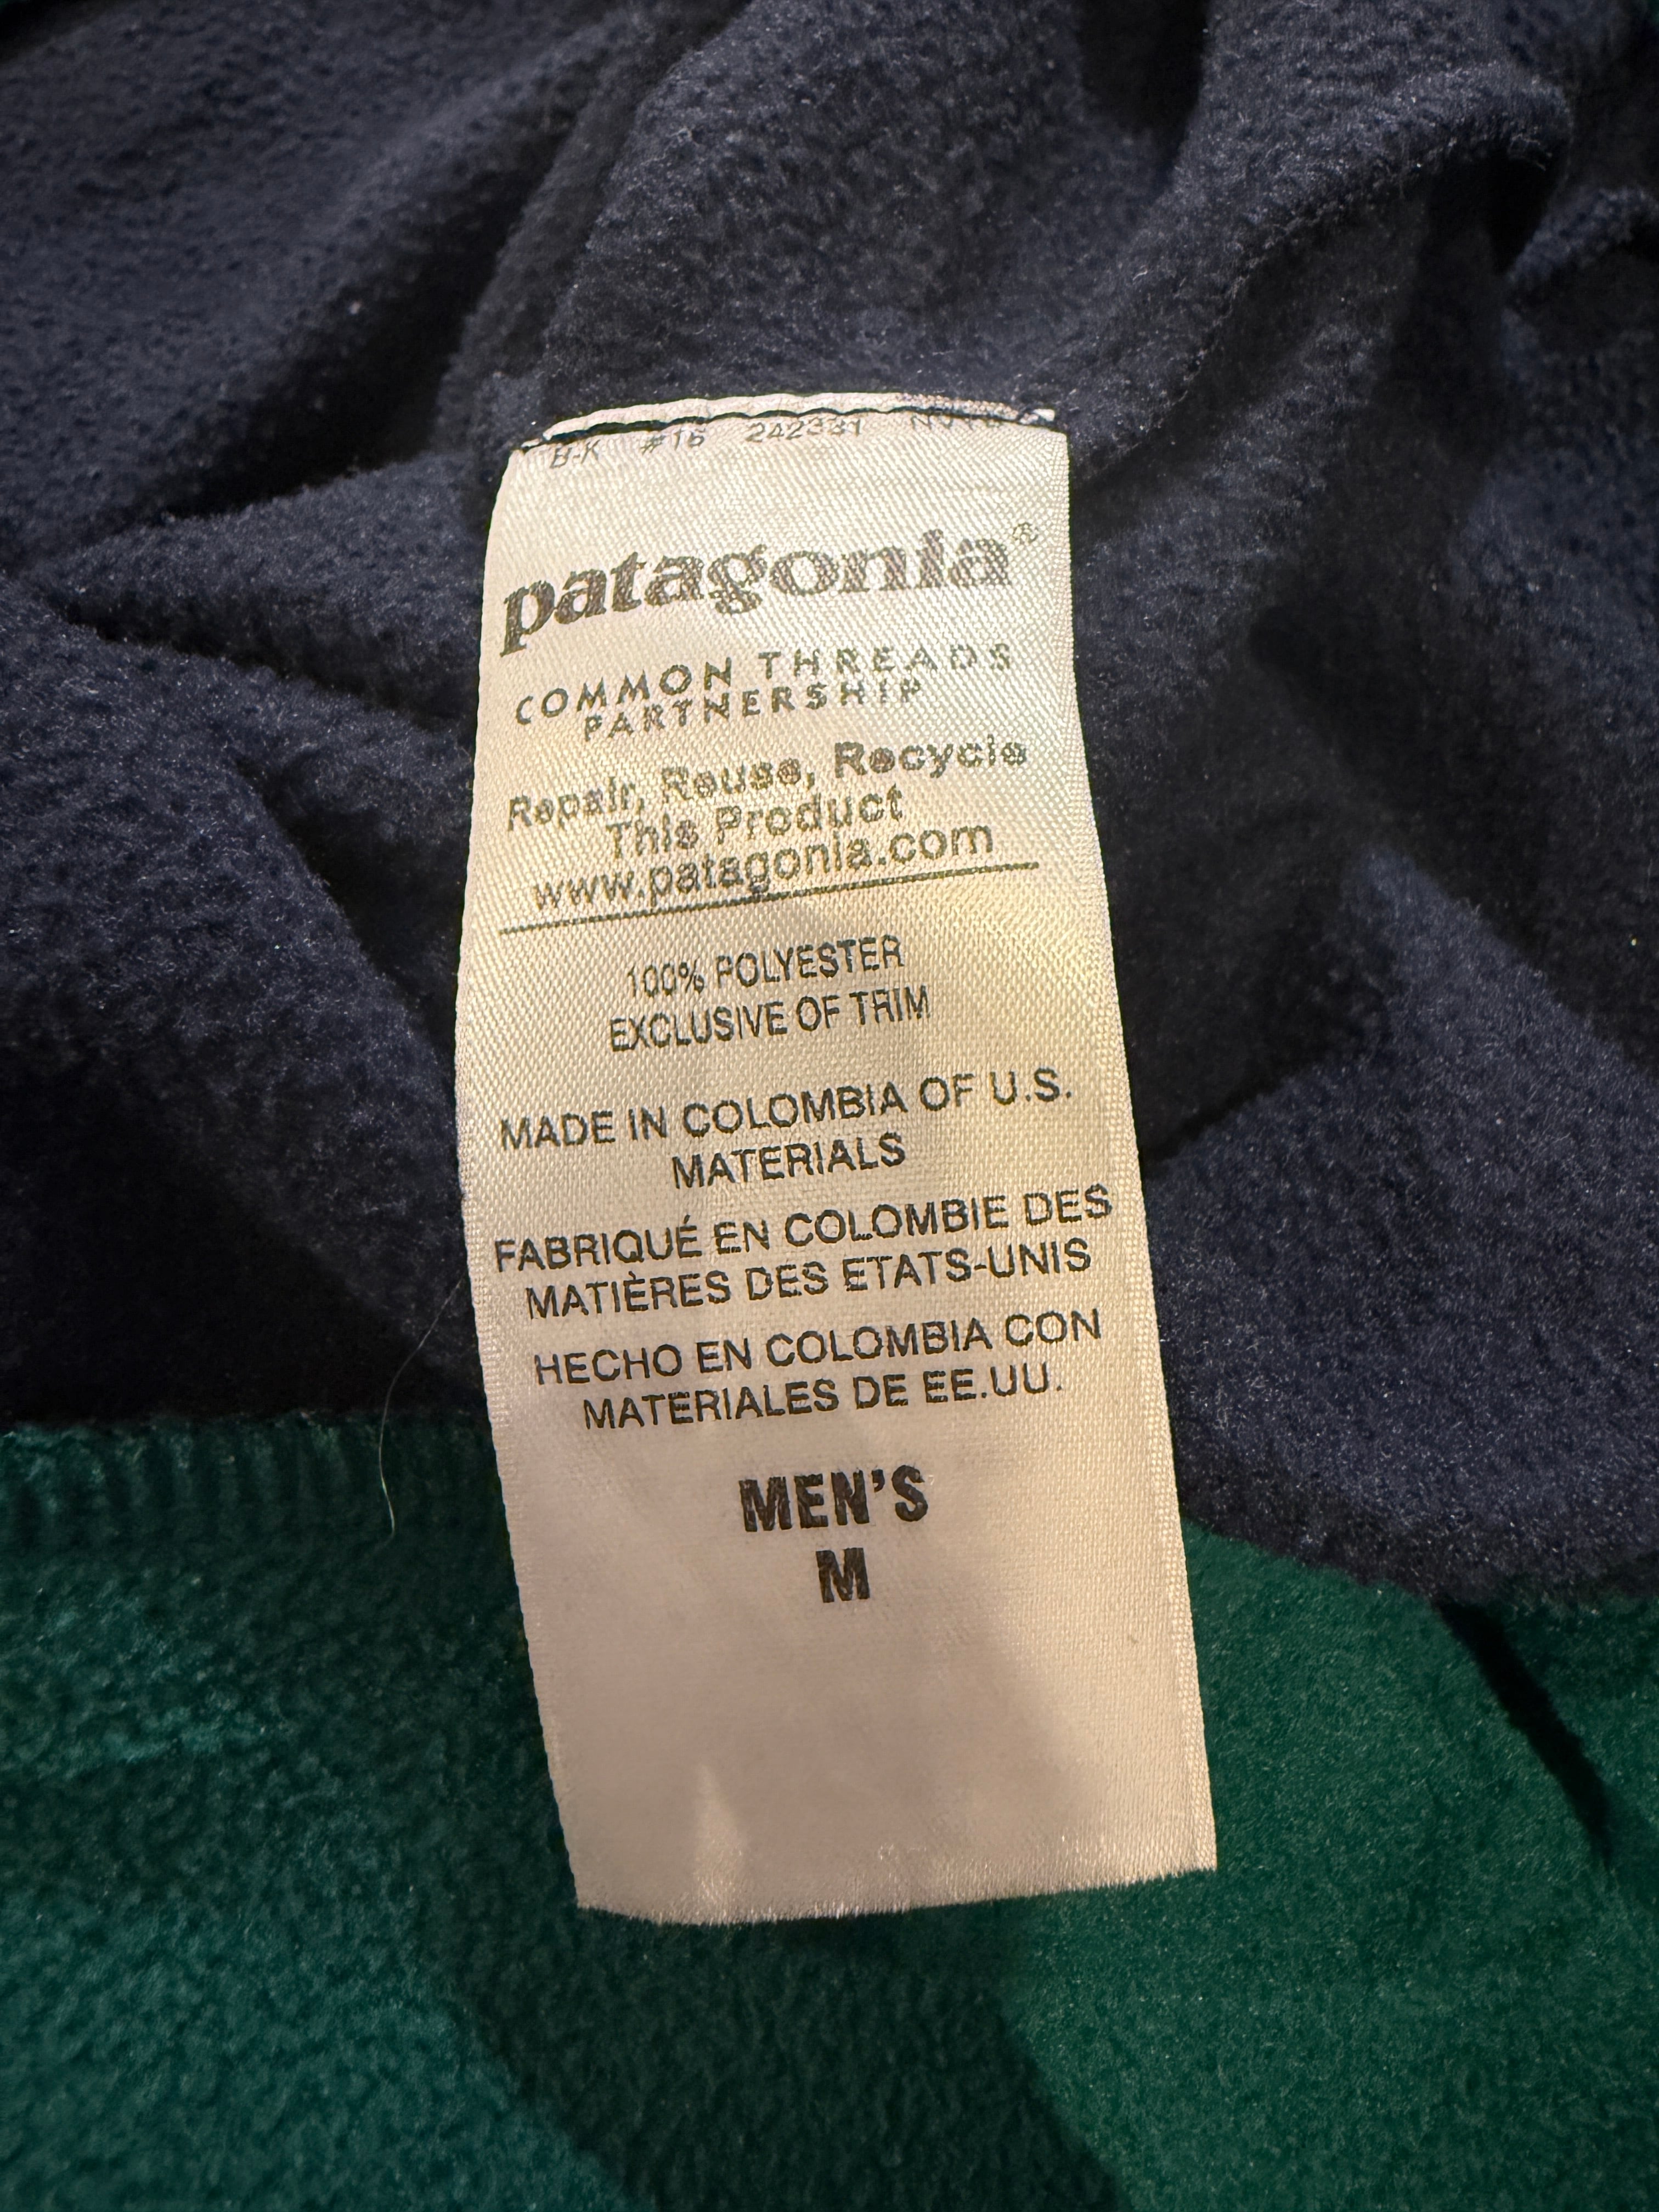 B-K #16 242331
patagonia®
COMMON THREADS
PARTNERSHIP
Repair, Reuse, Recycle
This Product
www.patagonia.com
100% POLYESTER
EXCLUSIVE OF TRIM
MADE IN COLOMBIA OF U.S.
MATERIALS
FABRIQUÉ EN COLOMBIE DES
MATIÈRES DES ETATS-UNIS
HECHO EN COLOMBIA CON
MATERIALES DE EE.UU.
MEN'S
M